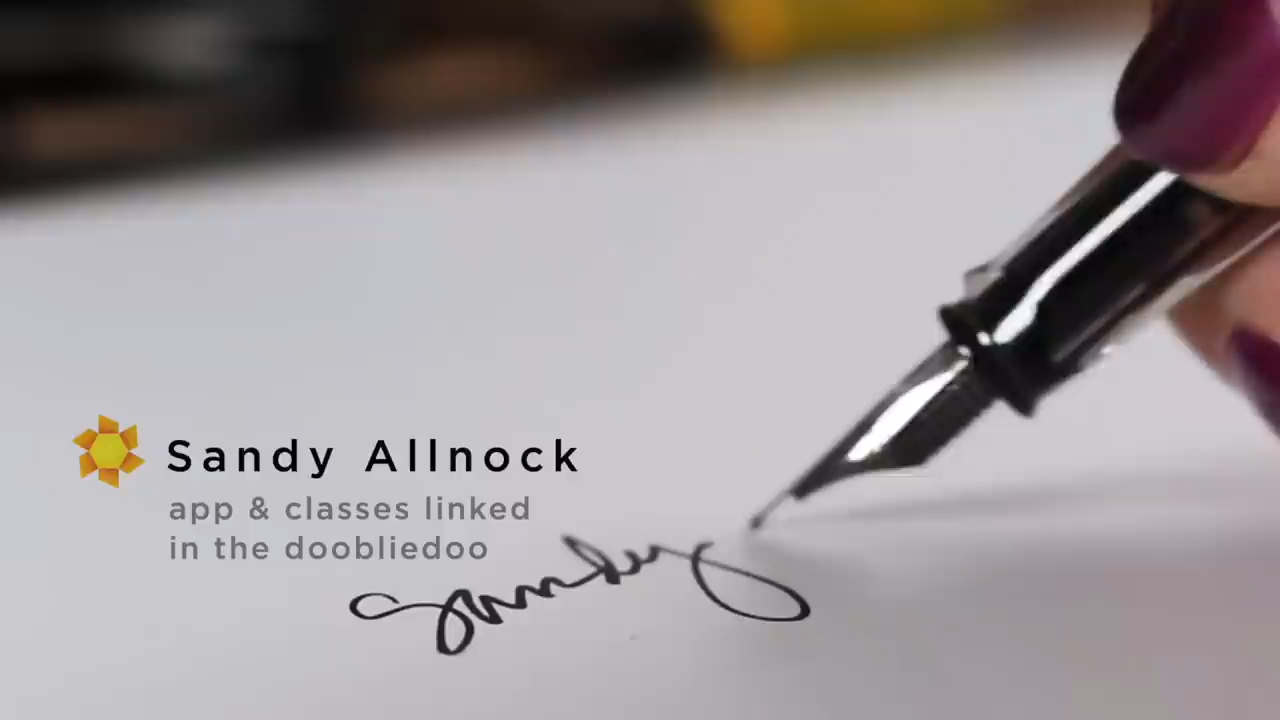 Sandy Allnock
app & classes linked
in the doobliedoo
Sandy